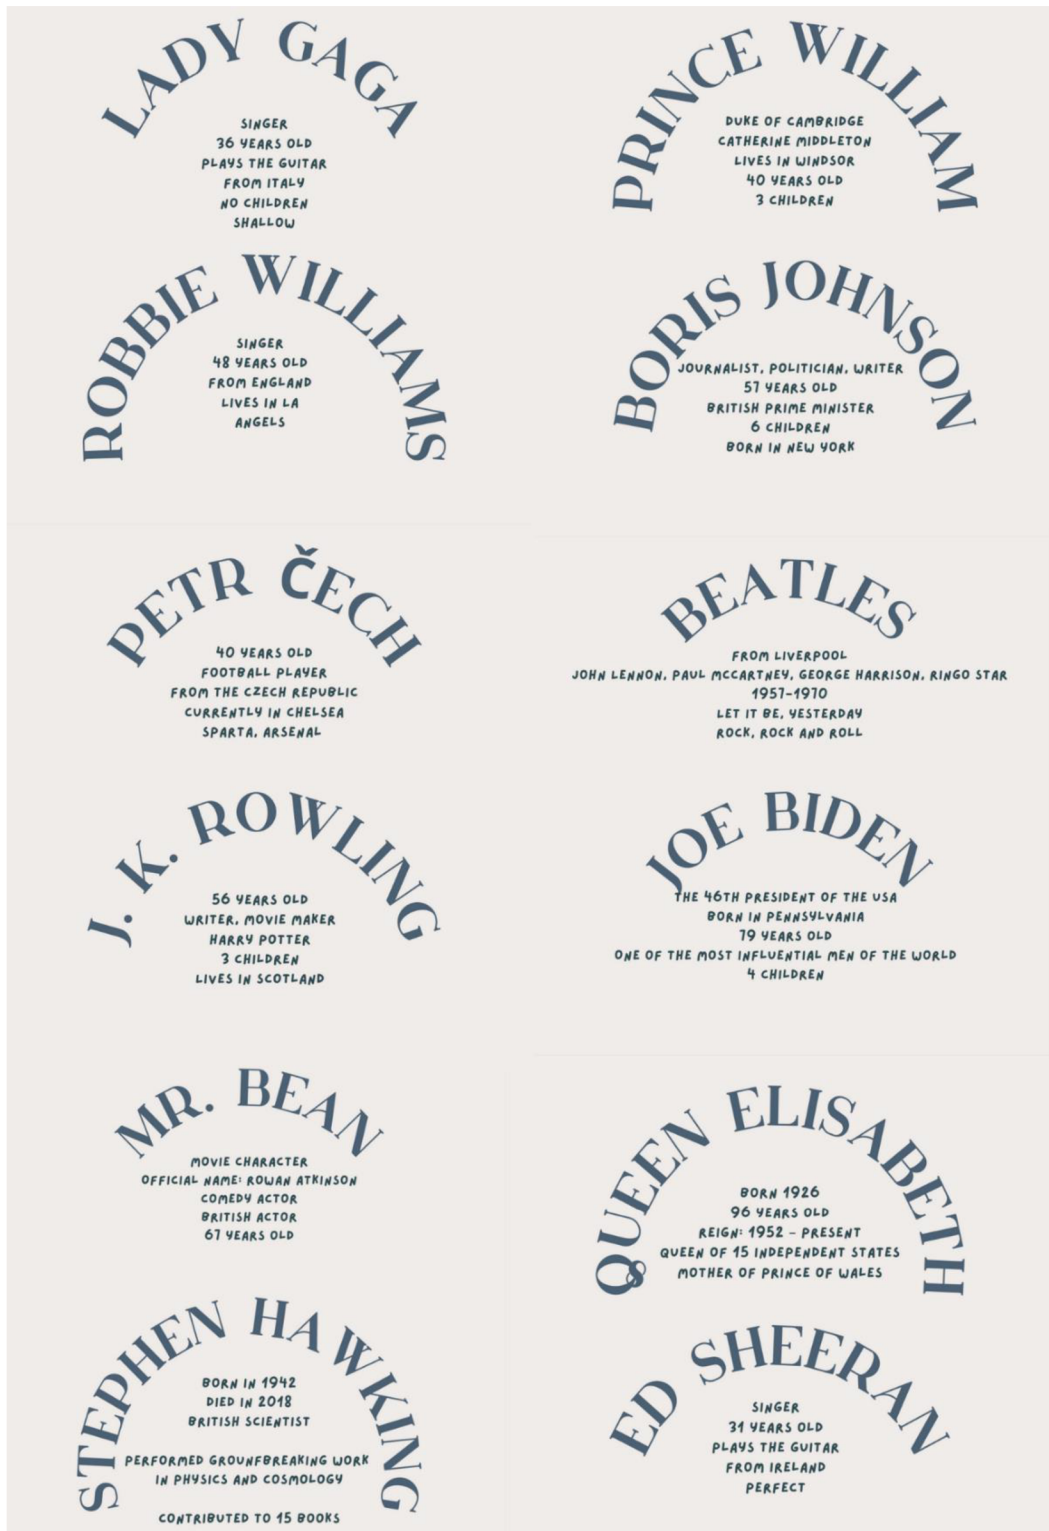 LADY GAGA
SINGER
36 YEARS OLD
PLAYS THE GUITAR
FROM ITALY
NO CHILDREN
SHALLOW
PRINCE WILLIAM
DUKE OF CAMBRIDGE
CATHERINE MIDDLETON
LIVES IN WINDSOR
40 YEARS OLD
3 CHILDREN
ROBBIE WILLIAMS
SINGER
48 YEARS OLD
FROM ENGLAND
LIVES IN LA
ANGELS
BORIS JOHNSON
JOURNALIST, POLITICIAN, WRITER
57 YEARS OLD
BRITISH PRIME MINISTER
6 CHILDREN
BORN IN NEW YORK
PETR ČECH
40 YEARS OLD
FOOTBALL PLAYER
FROM THE CZECH REPUBLIC
CURRENTLY IN CHELSEA
SPARTA, ARSENAL
BEATLES
FROM LIVERPOOL
JOHN LENNON, PAUL MCCARTNEY, GEORGE HARRISON, RINGO STAR
1957-1970
LET IT BE, YESTERDAY
ROCK, ROCK AND ROLL
J. K. ROWLING
56 YEARS OLD
WRITER, MOVIE MAKER
HARRY POTTER
3 CHILDREN
LIVES IN SCOTLAND
JOE BIDEN
THE 46TH PRESIDENT OF THE USA
BORN IN PENNSYLVANIA
79 YEARS OLD
ONE OF THE MOST INFLUENTIAL MEN OF THE WORLD
4 CHILDREN
MR. BEAN
MOVIE CHARACTER
OFFICIAL NAME: ROWAN ATKINSON
COMEDY ACTOR
BRITISH ACTOR
67 YEARS OLD
QUEEN ELISABETH
BORN 1926
96 YEARS OLD
REIGN: 1952 - PRESENT
QUEEN OF 15 INDEPENDENT STATES
MOTHER OF PRINCE OF WALES
STEPHEN HAWKING
BORN IN 1942
DIED IN 2018
BRITISH SCIENTIST
PERFORMED GROUNFBREAKING WORK
IN PHYSICS AND COSMOLOGY
CONTRIBUTED TO 15 BOOKS
ED SHEERAN
SINGER
31 YEARS OLD
PLAYS THE GUITAR
FROM IRELAND
PERFECT